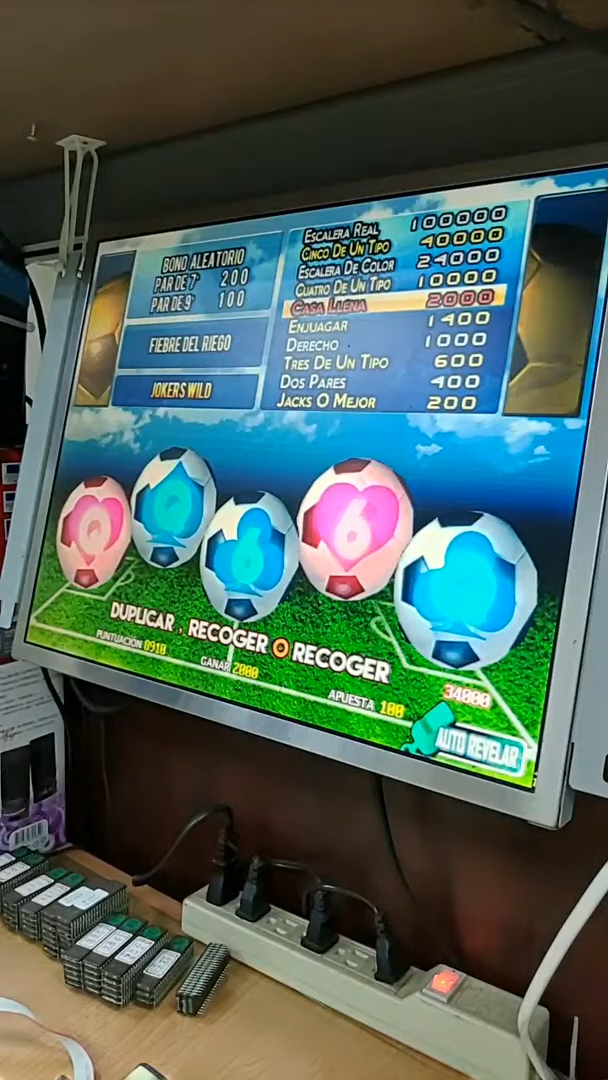 BONO ALEATORIO
PAR DE 7' 200
PAR DE 9' 100
FIEBRE DEL RIEGO
JOKERS WILD
ESCALERA REAL 100000
CINCO DE UN TIPO 40000
ESCALERA DE COLOR 24000
CUATRO DE UN TIPO 10000
CASA LLENA 2000
ENJUAGAR 1400
DERECHO 1000
TRES DE UN TIPO 600
DOS PARES 400
JACKS O MEJOR 200
6
6
DUPLICAR , RECOGER O RECOGER
PUNTUACIÓN 8910
GANAR 2000
APUESTA 100
34000
AUTO REVELAR